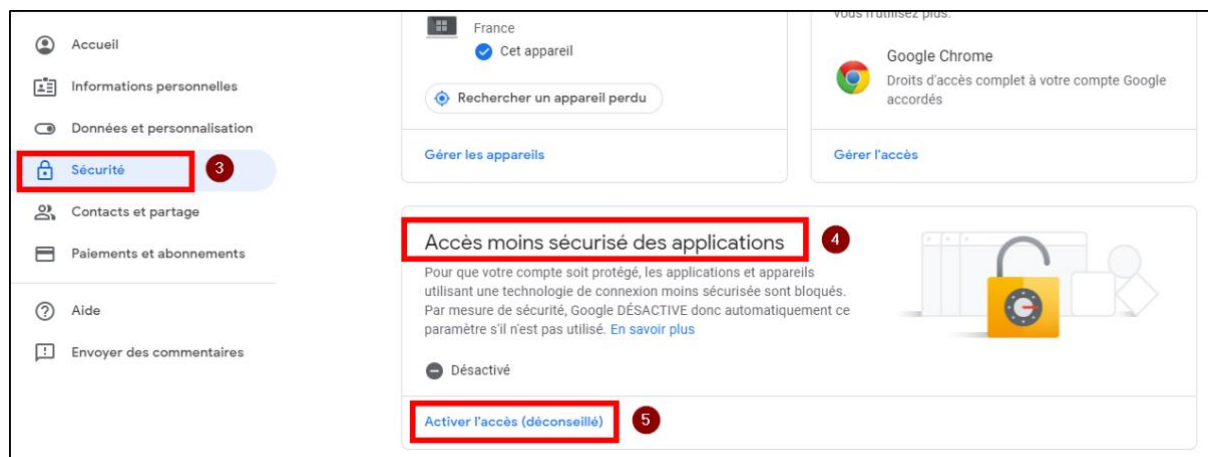 Accueil
Informations personnelles
Données et personnalisation
Sécurité
3
Contacts et partage
Paiements et abonnements
Aide
Envoyer des commentaires
France
Cet appareil
Rechercher un appareil perdu
Gérer les appareils
vous n'utilisez plus.
Google Chrome
Droits d'accès complet à votre compte Google
accordés
Gérer l'accès
Accès moins sécurisé des applications
4
Pour que votre compte soit protégé, les applications et appareils
utilisant une technologie de connexion moins sécurisée sont bloqués.
Par mesure de sécurité, Google DÉSACTIVE donc automatiquement ce
paramètre s'il n'est pas utilisé. En savoir plus
Désactivé
Activer l'accès (déconseillé)
5